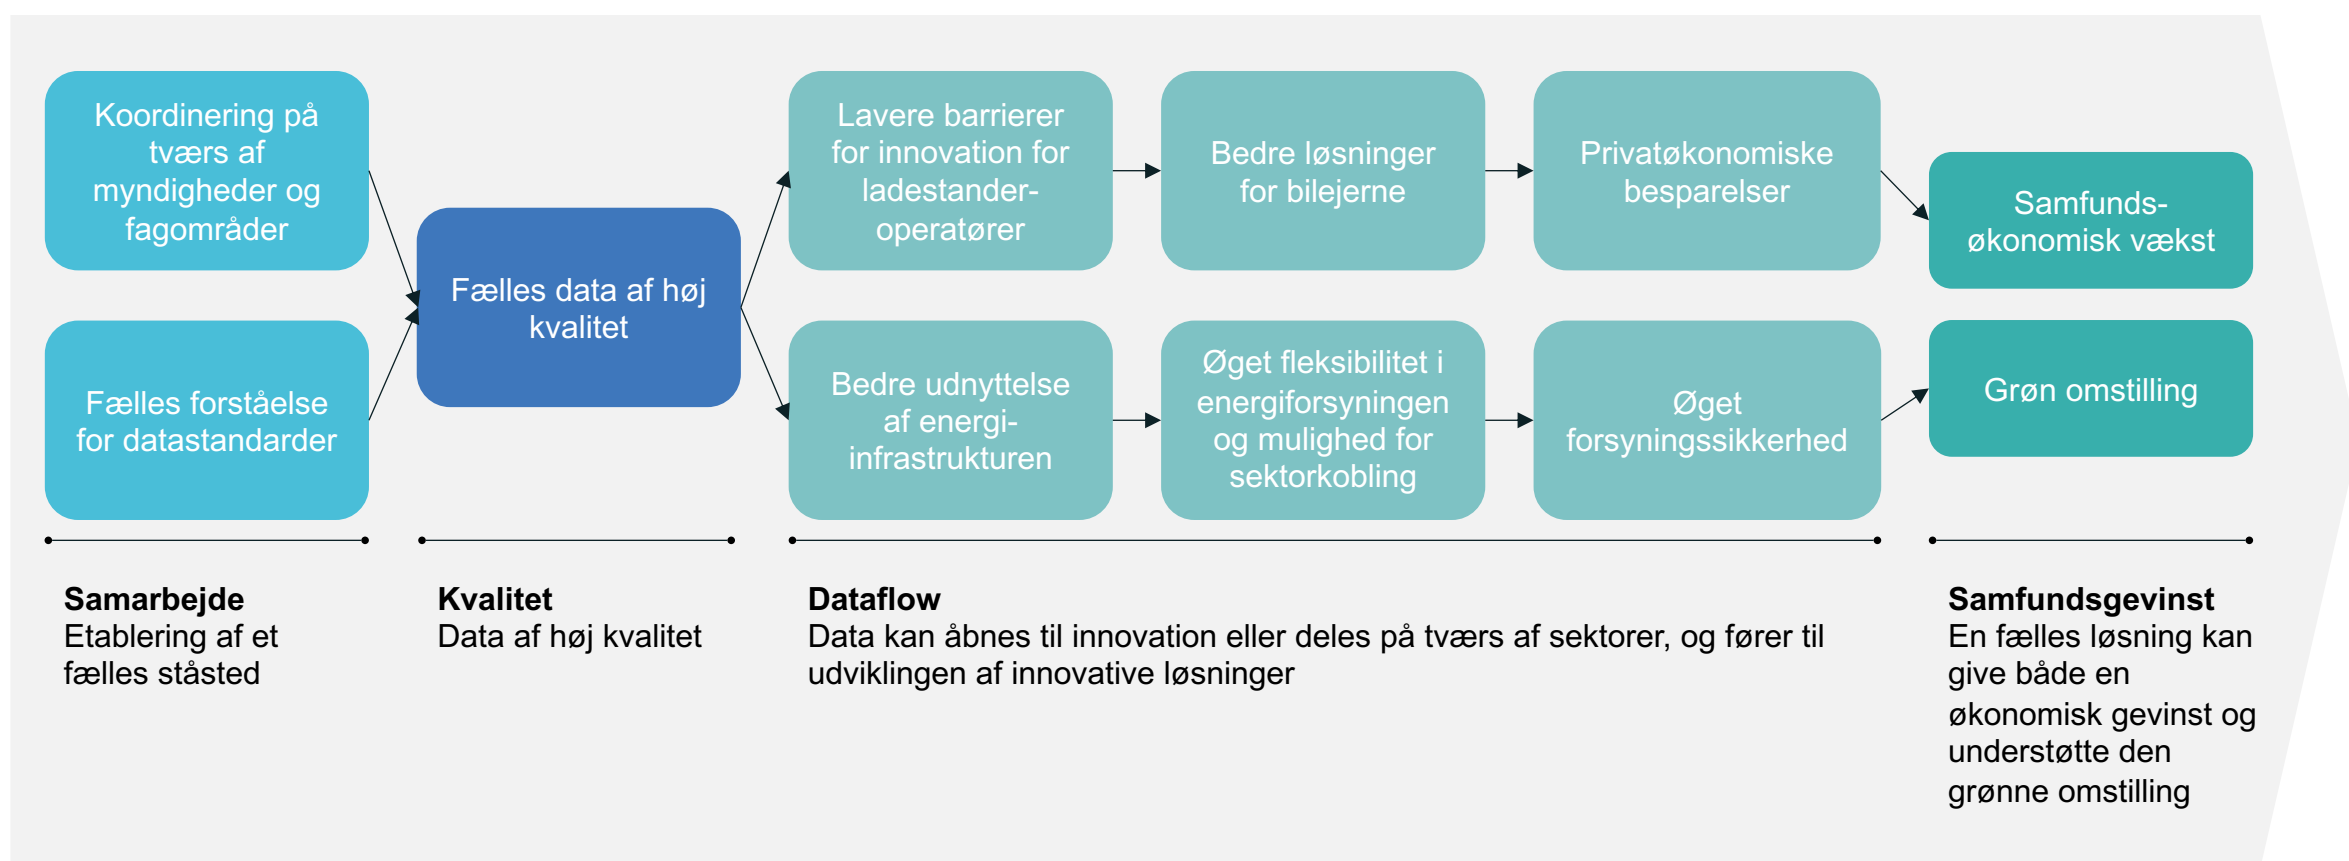 Koordinering på
tværs af
myndigheder og
fagområder
Fælles forståelse
for datastandarder
Fælles data af høj
kvalitet
Lavere barrierer
for innovation for
ladestander-
operatører
Bedre løsninger
for bilejerne
Privatøkonomiske
besparelser
Samfunds-
økonomisk vækst
Bedre udnyttelse
af energi-
infrastrukturen
Øget fleksibilitet i
energiforsyningen
og mulighed for
sektorkobling
Øget
forsyningssikkerhed
Grøn omstilling
Samarbejde
Etablering af et
fælles ståsted
Kvalitet
Data af høj kvalitet
Dataflow
Data kan åbnes til innovation eller deles på tværs af sektorer, og fører til
udviklingen af innovative løsninger
Samfundsgevinst
En fælles løsning kan
give både en
økonomisk gevinst og
understøtte den
grønne omstilling